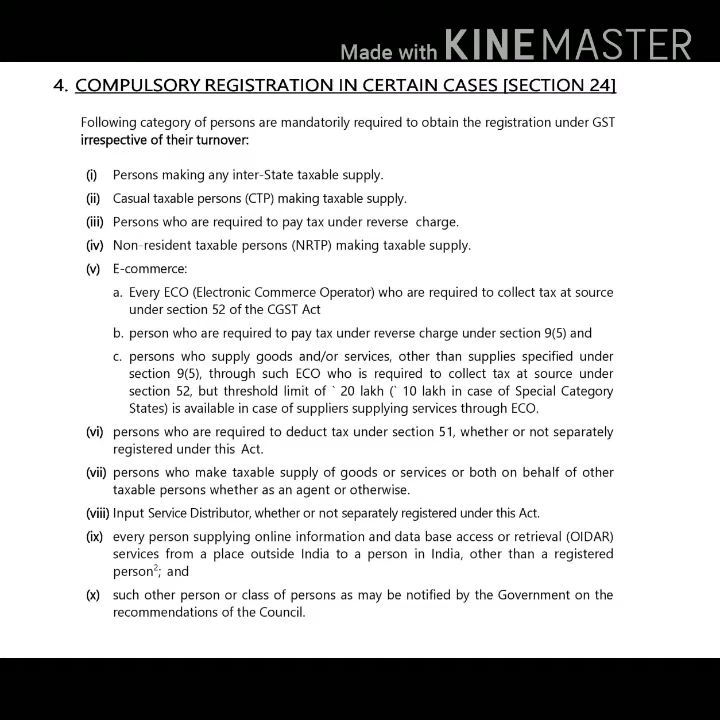 Made with KINEMASTER
4. COMPULSORY REGISTRATION IN CERTAIN CASES [SECTION 24]
Following category of persons are mandatorily required to obtain the registration under GST
irrespective of their turnover:
(i) Persons making any inter-State taxable supply.
(ii) Casual taxable persons (CTP) making taxable supply.
(iii) Persons who are required to pay tax under reverse charge.
(iv) Non-resident taxable persons (NRTP) making taxable supply.
(v) E-commerce:
a. Every ECO (Electronic Commerce Operator) who are required to collect tax at source
under section 52 of the CGST Act
b. person who are required to pay tax under reverse charge under section 9(5) and
c. persons who supply goods and/or services, other than supplies specified under
section 9(5), through such ECO who is required to collect tax at source under
section 52, but threshold limit of ` 20 lakh (` 10 lakh in case of Special Category
States) is available in case of suppliers supplying services through ECO.
(vi) persons who are required to deduct tax under section 51, whether or not separately
registered under this Act.
(vii) persons who make taxable supply of goods or services or both on behalf of other
taxable persons whether as an agent or otherwise.
(viii) Input Service Distributor, whether or not separately registered under this Act.
(ix) every person supplying online information and data base access or retrieval (OIDAR)
services from a place outside India to a person in India, other than a registered
person²; and
(x) such other person or class of persons as may be notified by the Government on the
recommendations of the Council.